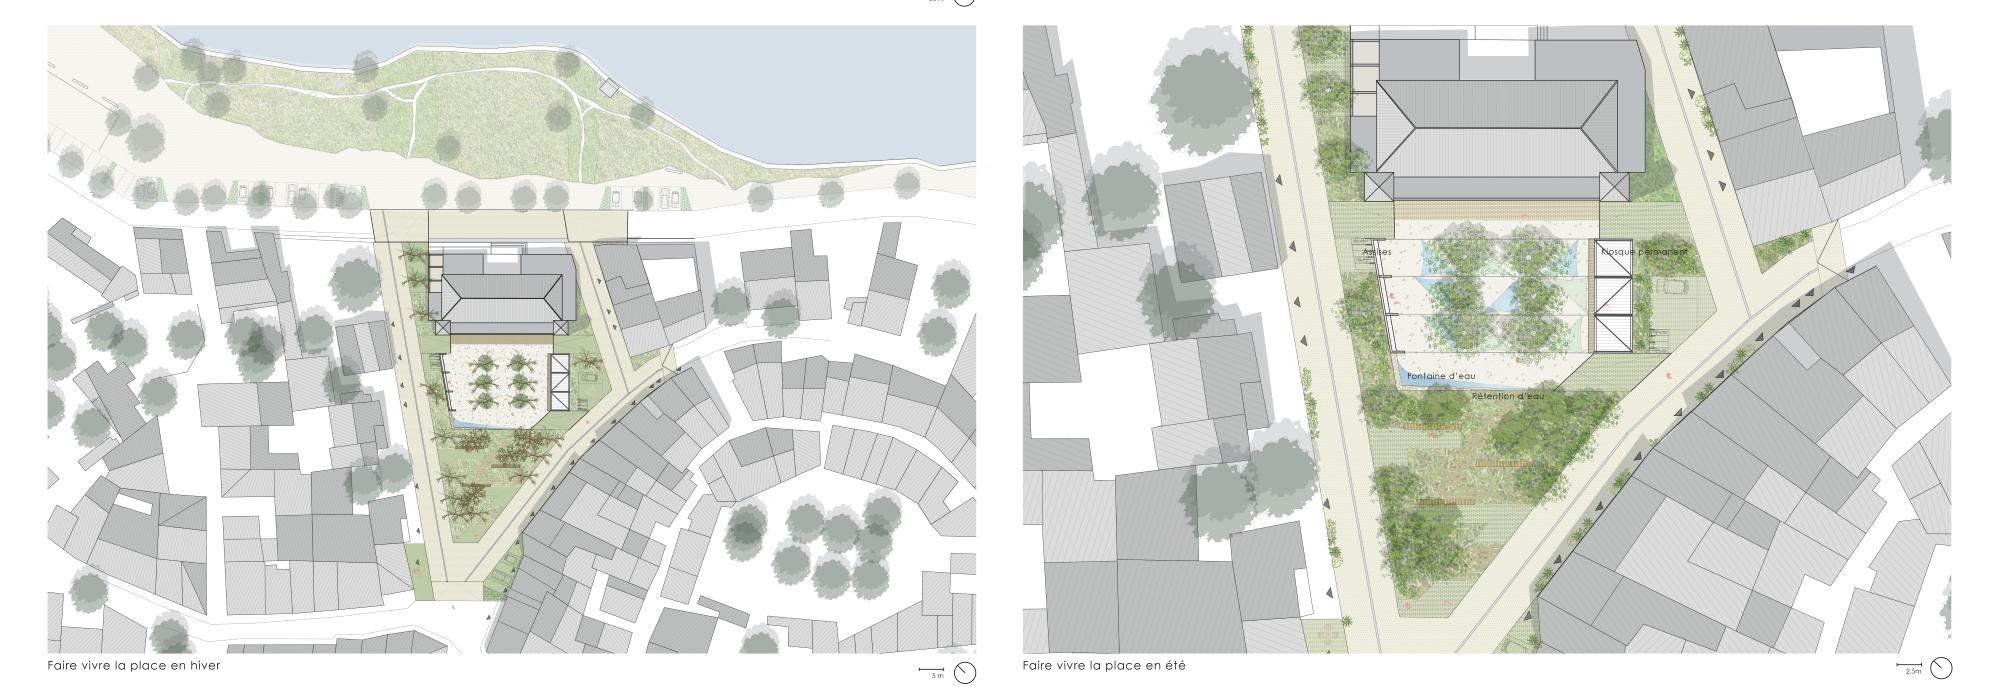 Assises
Kiosque permanent
Fontaine d'eau
Rétention d'eau
Faire vivre la place en hiver
5 m
Faire vivre la place en été
2,5m